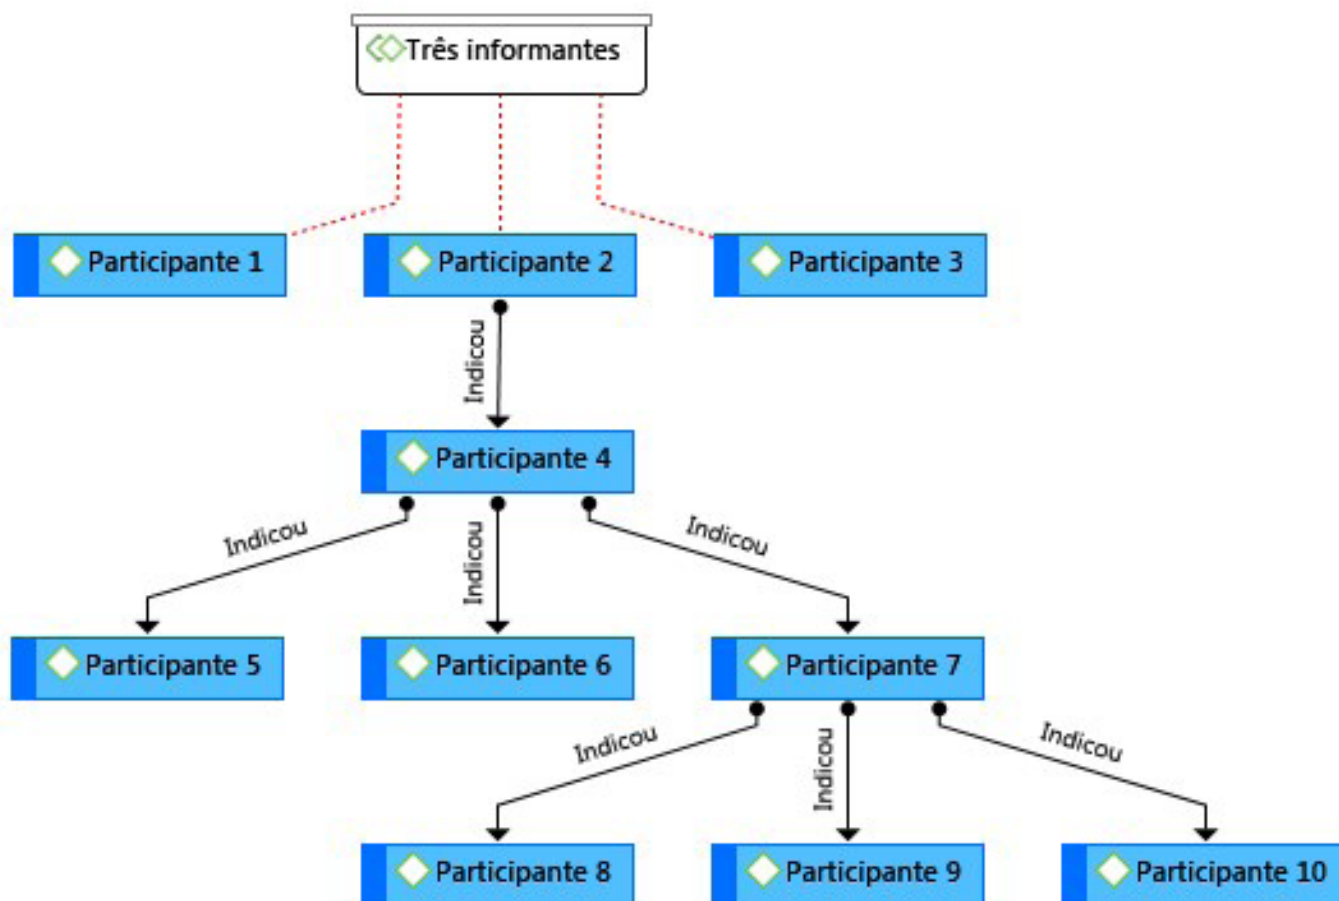 Três informantes
Participante 1
Participante 2
Participante 3
Indicou
Participante 4
Indicou
Indicou
Indicou
Participante 5
Participante 6
Participante 7
Indicou
Indicou
Indicou
Participante 8
Participante 9
Participante 10